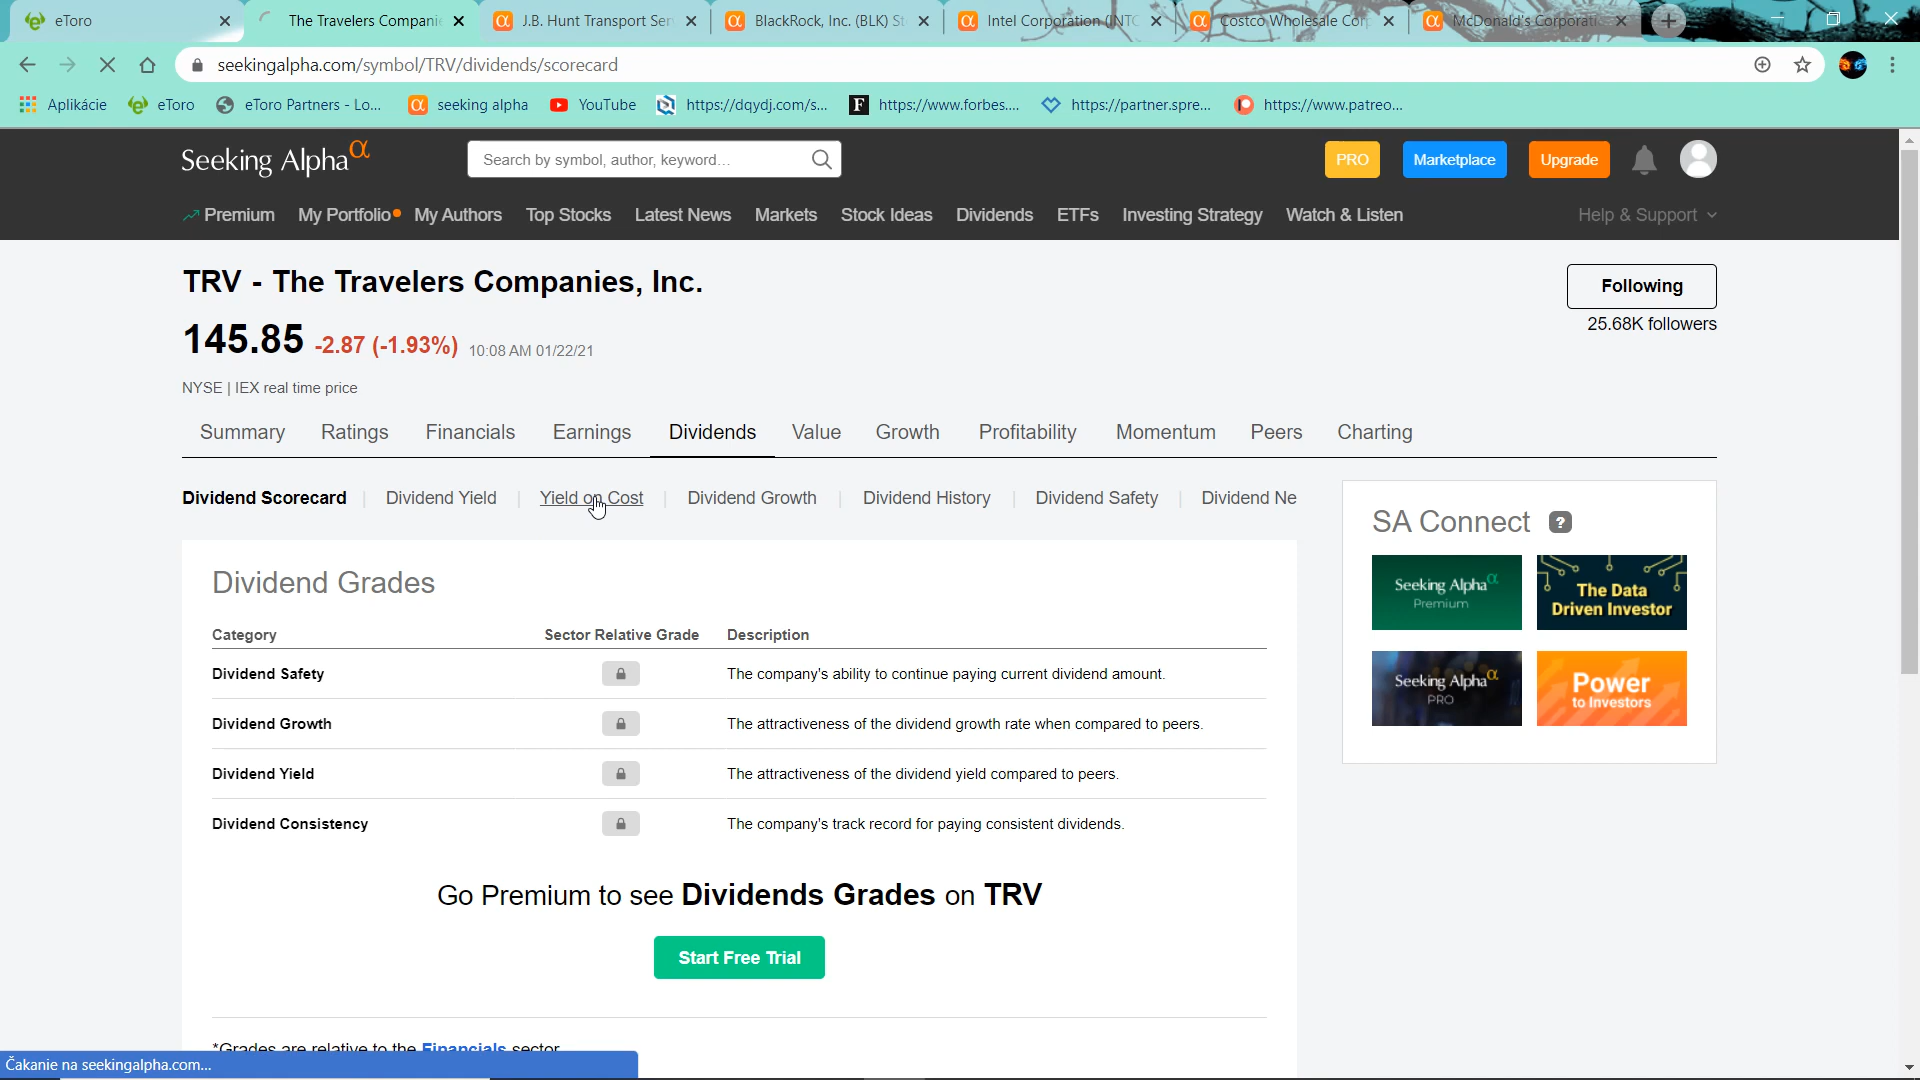 eToro
The Travelers Companie
J.B. Hunt Transport Ser
BlackRock, Inc. (BLK) St
Intel Corporation (INTC
Costco Wholesale Corp
McDonald's Corporatio
seekingalpha.com/symbol/TRV/dividends/scorecard
Aplikácie
eToro
eToro Partners - Lo...
seeking alpha
YouTube
https://dqydj.com/s...
https://www.forbes....
https://partner.spre...
https://www.patreo...
Seeking Alpha α
Search by symbol, author, keyword...
PRO
Marketplace
Upgrade
Premium
My Portfolio
My Authors
Top Stocks
Latest News
Markets
Stock Ideas
Dividends
ETFs
Investing Strategy
Watch & Listen
Help & Support
TRV - The Travelers Companies, Inc.
Following
25.68K followers
145.85 -2.87 (-1.93%) 10:08 AM 01/22/21
NYSE | IEX real time price
Summary
Ratings
Financials
Earnings
Dividends
Value
Growth
Profitability
Momentum
Peers
Charting
Dividend Scorecard
Dividend Yield
Yield on Cost
Dividend Growth
Dividend History
Dividend Safety
Dividend Ne
SA Connect ?
Seeking Alpha α
Premium
The Data
Driven Investor
Seeking Alpha α
PRO
Power
to Investors
Dividend Grades
Category Sector Relative Grade Description
Dividend Safety The company's ability to continue paying current dividend amount.
Dividend Growth The attractiveness of the dividend growth rate when compared to peers.
Dividend Yield The attractiveness of the dividend yield compared to peers.
Dividend Consistency The company's track record for paying consistent dividends.
Go Premium to see Dividends Grades on TRV
Start Free Trial
*Grades are relative to the Financials sector
Čakanie na seekingalpha.com...